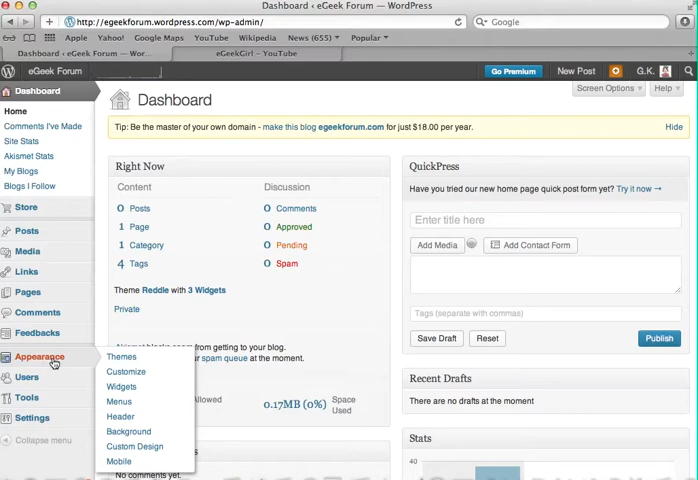 Dashboard ‹ eGeek Forum — WordPress
http://egeekforum.wordpress.com/wp-admin/
Google
Apple Yahoo! Google Maps YouTube Wikipedia News (655) Popular
Dashboard ‹ eGeek Forum — Wor...
eGeekGirl – YouTube
eGeek Forum
Go Premium
New Post
G.K.
Dashboard
Home
Comments I've Made
Site Stats
Akismet Stats
My Blogs
Blogs I Follow
Store
Posts
Media
Links
Pages
Comments
Feedbacks
Appearance
Users
Tools
Settings
Collapse menu
Themes
Customize
Widgets
Menus
Header
Background
Custom Design
Mobile
Screen Options
Help
Dashboard
Tip: Be the master of your own domain - make this blog egeekforum.com for just $18.00 per year.
Hide
Right Now
Content
Discussion
0 Posts
0 Comments
1 Page
0 Approved
1 Category
0 Pending
4 Tags
0 Spam
Theme Reddle with 3 Widgets
Private
spam from getting to your blog.
spam queue at the moment.
Allowed
0.17MB (0%)
Space
Used
No comments yet.
QuickPress
Have you tried our new home page quick post form yet? Try it now →
Enter title here
Add Media
Add Contact Form
Tags (separate with commas)
Save Draft
Reset
Publish
Recent Drafts
There are no drafts at the moment
Stats
40